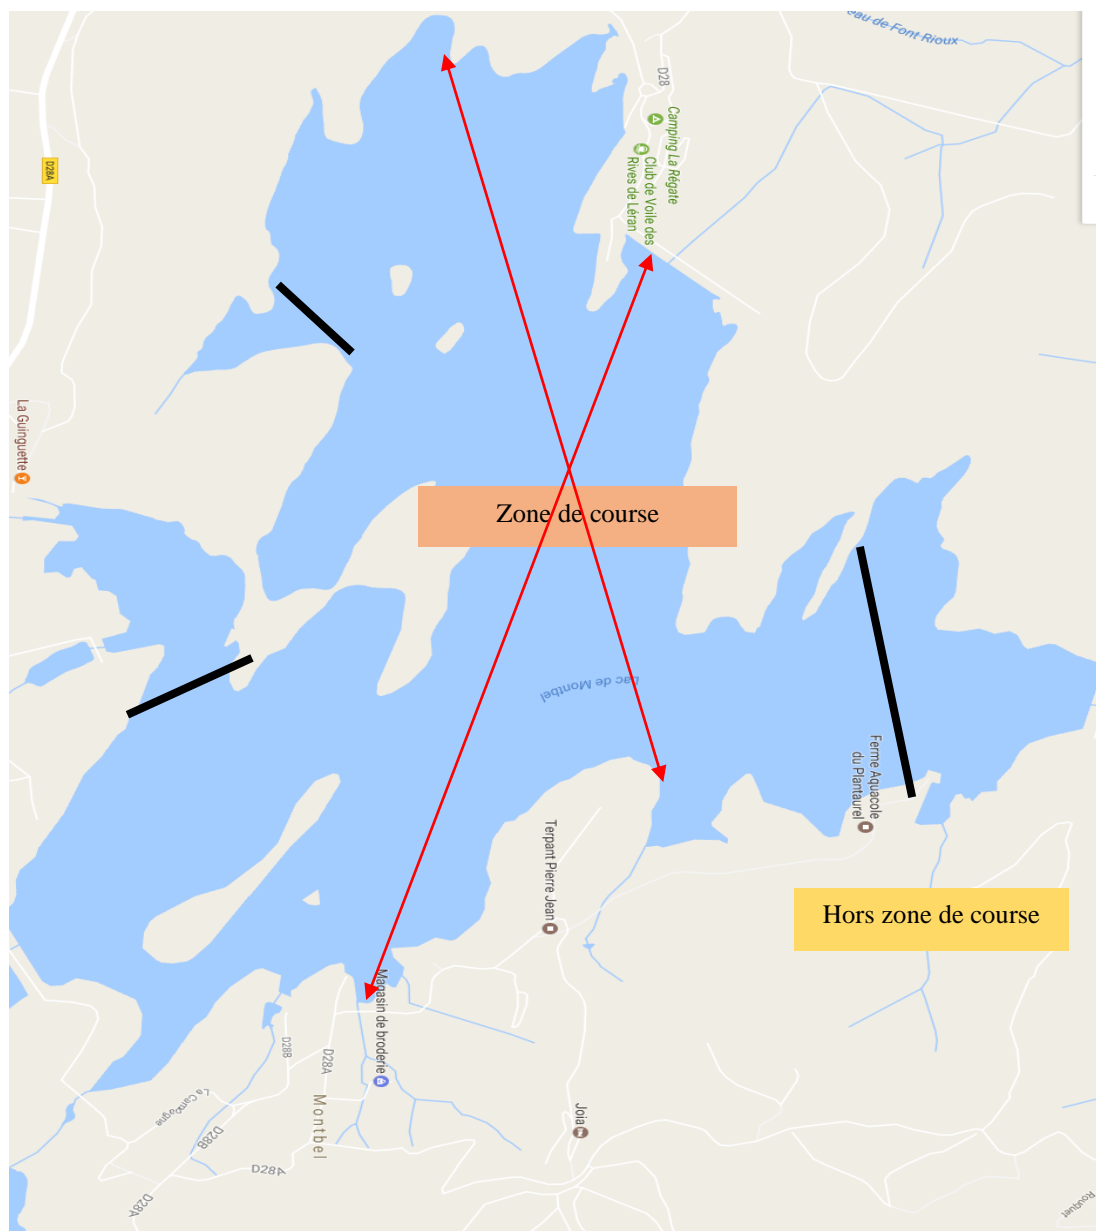 eau de Font Rioux
D28
Camping La Régate
Club de Voile des
Rives de Léran
D28A
La Guinguette
Zone de course
Lac de Montbel
Ferme Aquacole
du Plantaurel
Terpant Pierre Jean
Hors zone de course
Magasin de broderie
D28B
D28A
Montbel
La Campagne
D28B
D28A
D28A
Joia
Rouquet